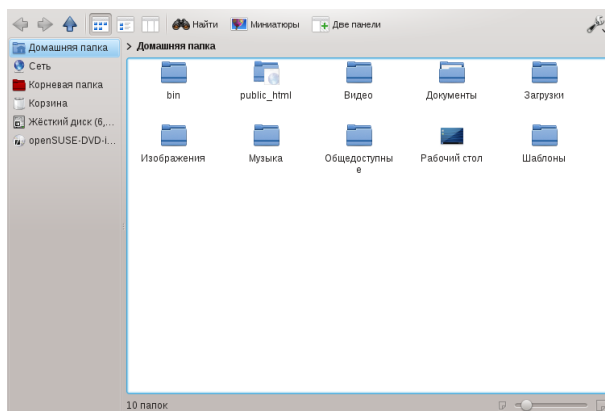 Найти Миниатюры Две панели
Домашняя папка
Сеть
Корневая папка
Корзина
Жёсткий диск (6,...
openSUSE-DVD-i...
> Домашняя папка
bin public_html Видео Документы Загрузки
Изображения Музыка Общедоступны Рабочий стол Шаблоны
е
10 папок